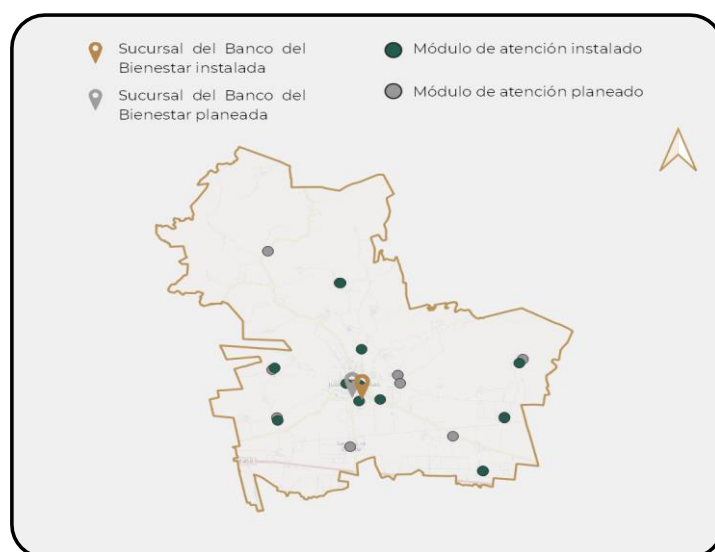 Sucursal del Banco del
Bienestar instalada
Sucursal del Banco del
Bienestar planeada
Módulo de atención instalado
Módulo de atención planeado